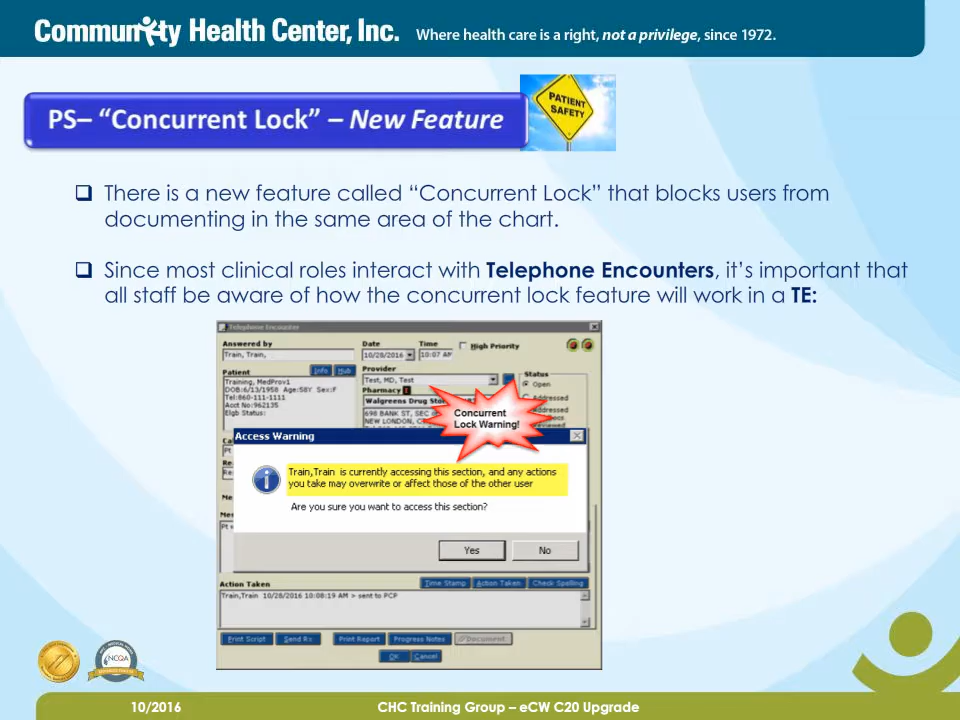 Community Health Center, Inc. Where health care is a right, not a privilege, since 1972.
PATIENT
SAFETY
PS– “Concurrent Lock” – New Feature
There is a new feature called “Concurrent Lock” that blocks users from
documenting in the same area of the chart.
Since most clinical roles interact with Telephone Encounters, it’s important that
all staff be aware of how the concurrent lock feature will work in a TE:
Telephone Encounter
Answered by Date Time High Priority
Train, Train, 10/28/2016 10:07 AM
Patient Info Hub Provider Status
Training, MedProv1 Test, MD, Test Open
DOB:6/13/1958 Age:58Y Sex:F Pharmacy
Tel:860-111-1111 Walgreens Drug Addressed
Acct No:962135 698 BANK ST, SEC
Elgb Status: NEW LONDON,
Concurrent
Lock Warning!
Access Warning
Train,Train is currently accessing this section, and any actions
you take may overwrite or affect those of the other user
Are you sure you want to access this section?
Yes No
Action Taken Time Stamp Action Taken Check Spelling
Train,Train 10/28/2016 10:08:19 AM > sent to PCP
Print Script Send Rx Print Report Progress Notes Document
OK Cancel
NCQA
10/2016 CHC Training Group – eCW C20 Upgrade